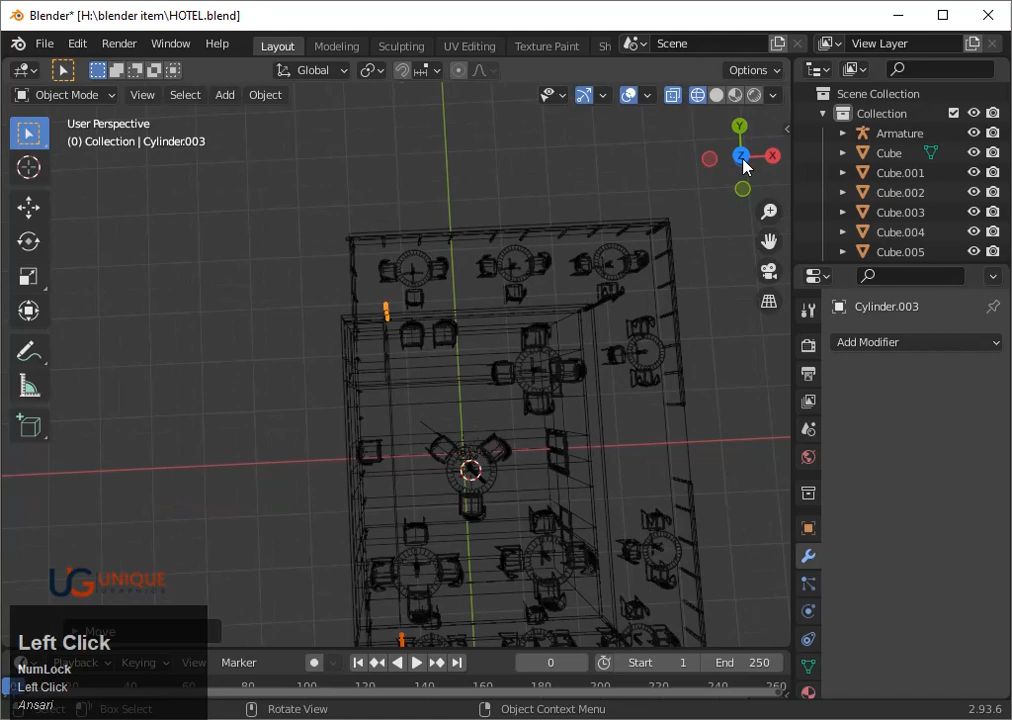 Blender* [H:\blender item\HOTEL.blend]
File Edit Render Window Help Layout Modeling Sculpting UV Editing Texture Paint Sh Scene View Layer
Global Options
Object Mode View Select Add Object
User Perspective
(0) Collection | Cylinder.003
Y
Z
X
Scene Collection
Collection
Armature
Cube
Cube.001
Cube.002
Cube.003
Cube.004
Cube.005
Cylinder.003
Add Modifier
UG UNIQUE
GRAPHICS
Move
Left Click
NumLock
Left Click
Ansari
Playback Keying View Marker 0 Start 1 End 250
80 100 120 140 160 180 200 220 240 260
Select Box Select Rotate View Object Context Menu 2.93.6